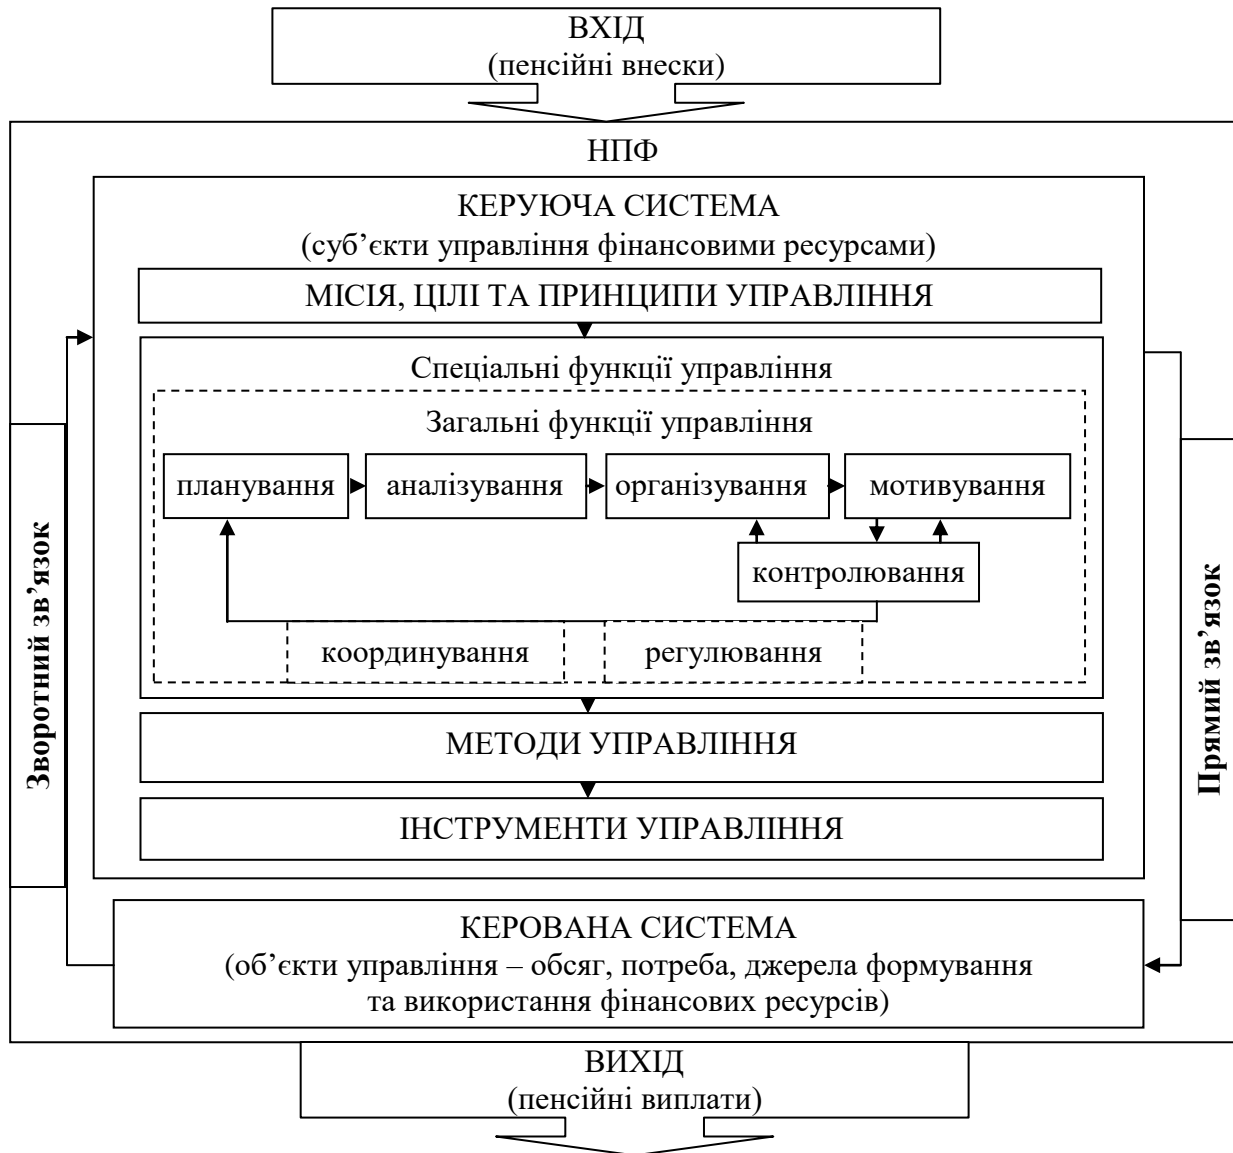 ВХІД
(пенсійні внески)
НПФ
КЕРУЮЧА СИСТЕМА
(суб’єкти управління фінансовими ресурсами)
МІСІЯ, ЦІЛІ ТА ПРИНЦИПИ УПРАВЛІННЯ
Спеціальні функції управління
Загальні функції управління
планування
аналізування
організування
мотивування
контролювання
координування
регулювання
МЕТОДИ УПРАВЛІННЯ
ІНСТРУМЕНТИ УПРАВЛІННЯ
Зворотний зв’язок
Прямий зв’язок
КЕРОВАНА СИСТЕМА
(об’єкти управління – обсяг, потреба, джерела формування
та використання фінансових ресурсів)
ВИХІД
(пенсійні виплати)